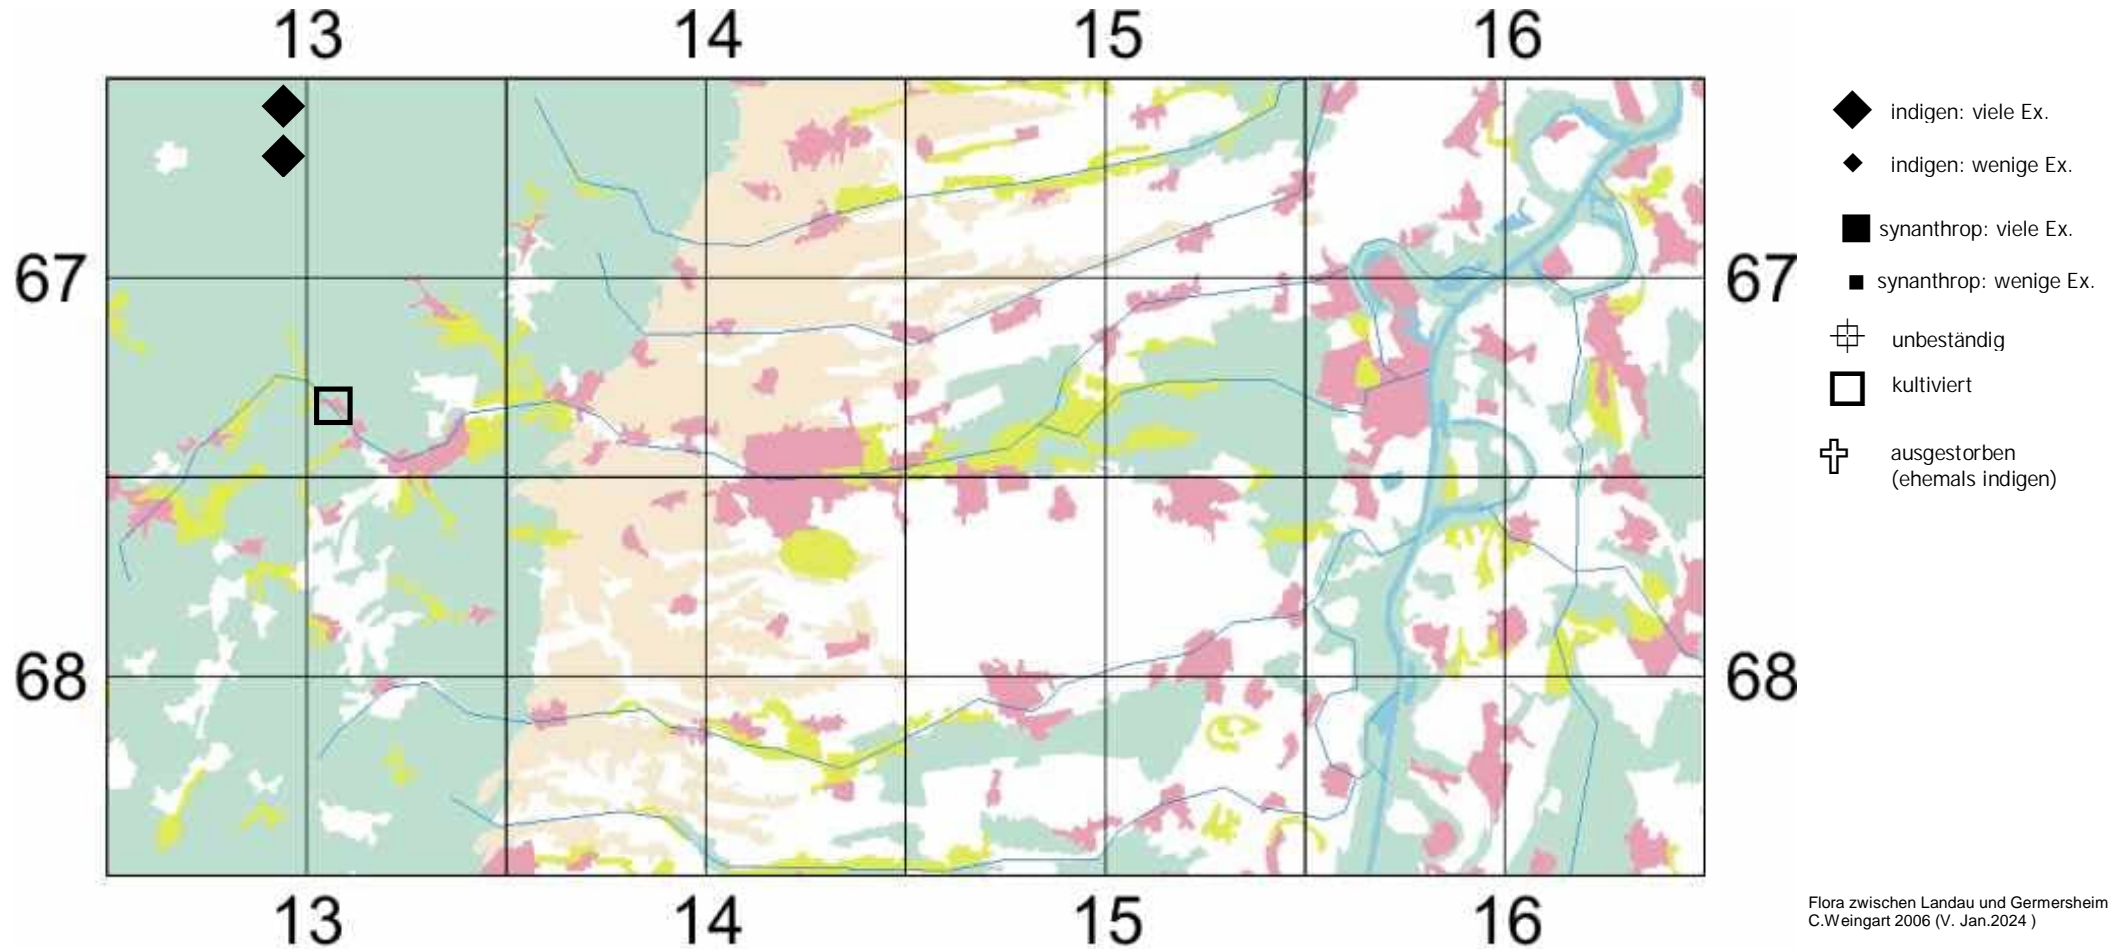 13 14 15 16
67 67
68 68
13 14 15 16
indigen: viele Ex.
indigen: wenige Ex.
synanthrop: viele Ex.
synanthrop: wenige Ex.
unbeständig
kultiviert
ausgestorben
(ehemals indigen)
Flora zwischen Landau und Germersheim
C.Weingart 2006 (V. Jan.2024 )